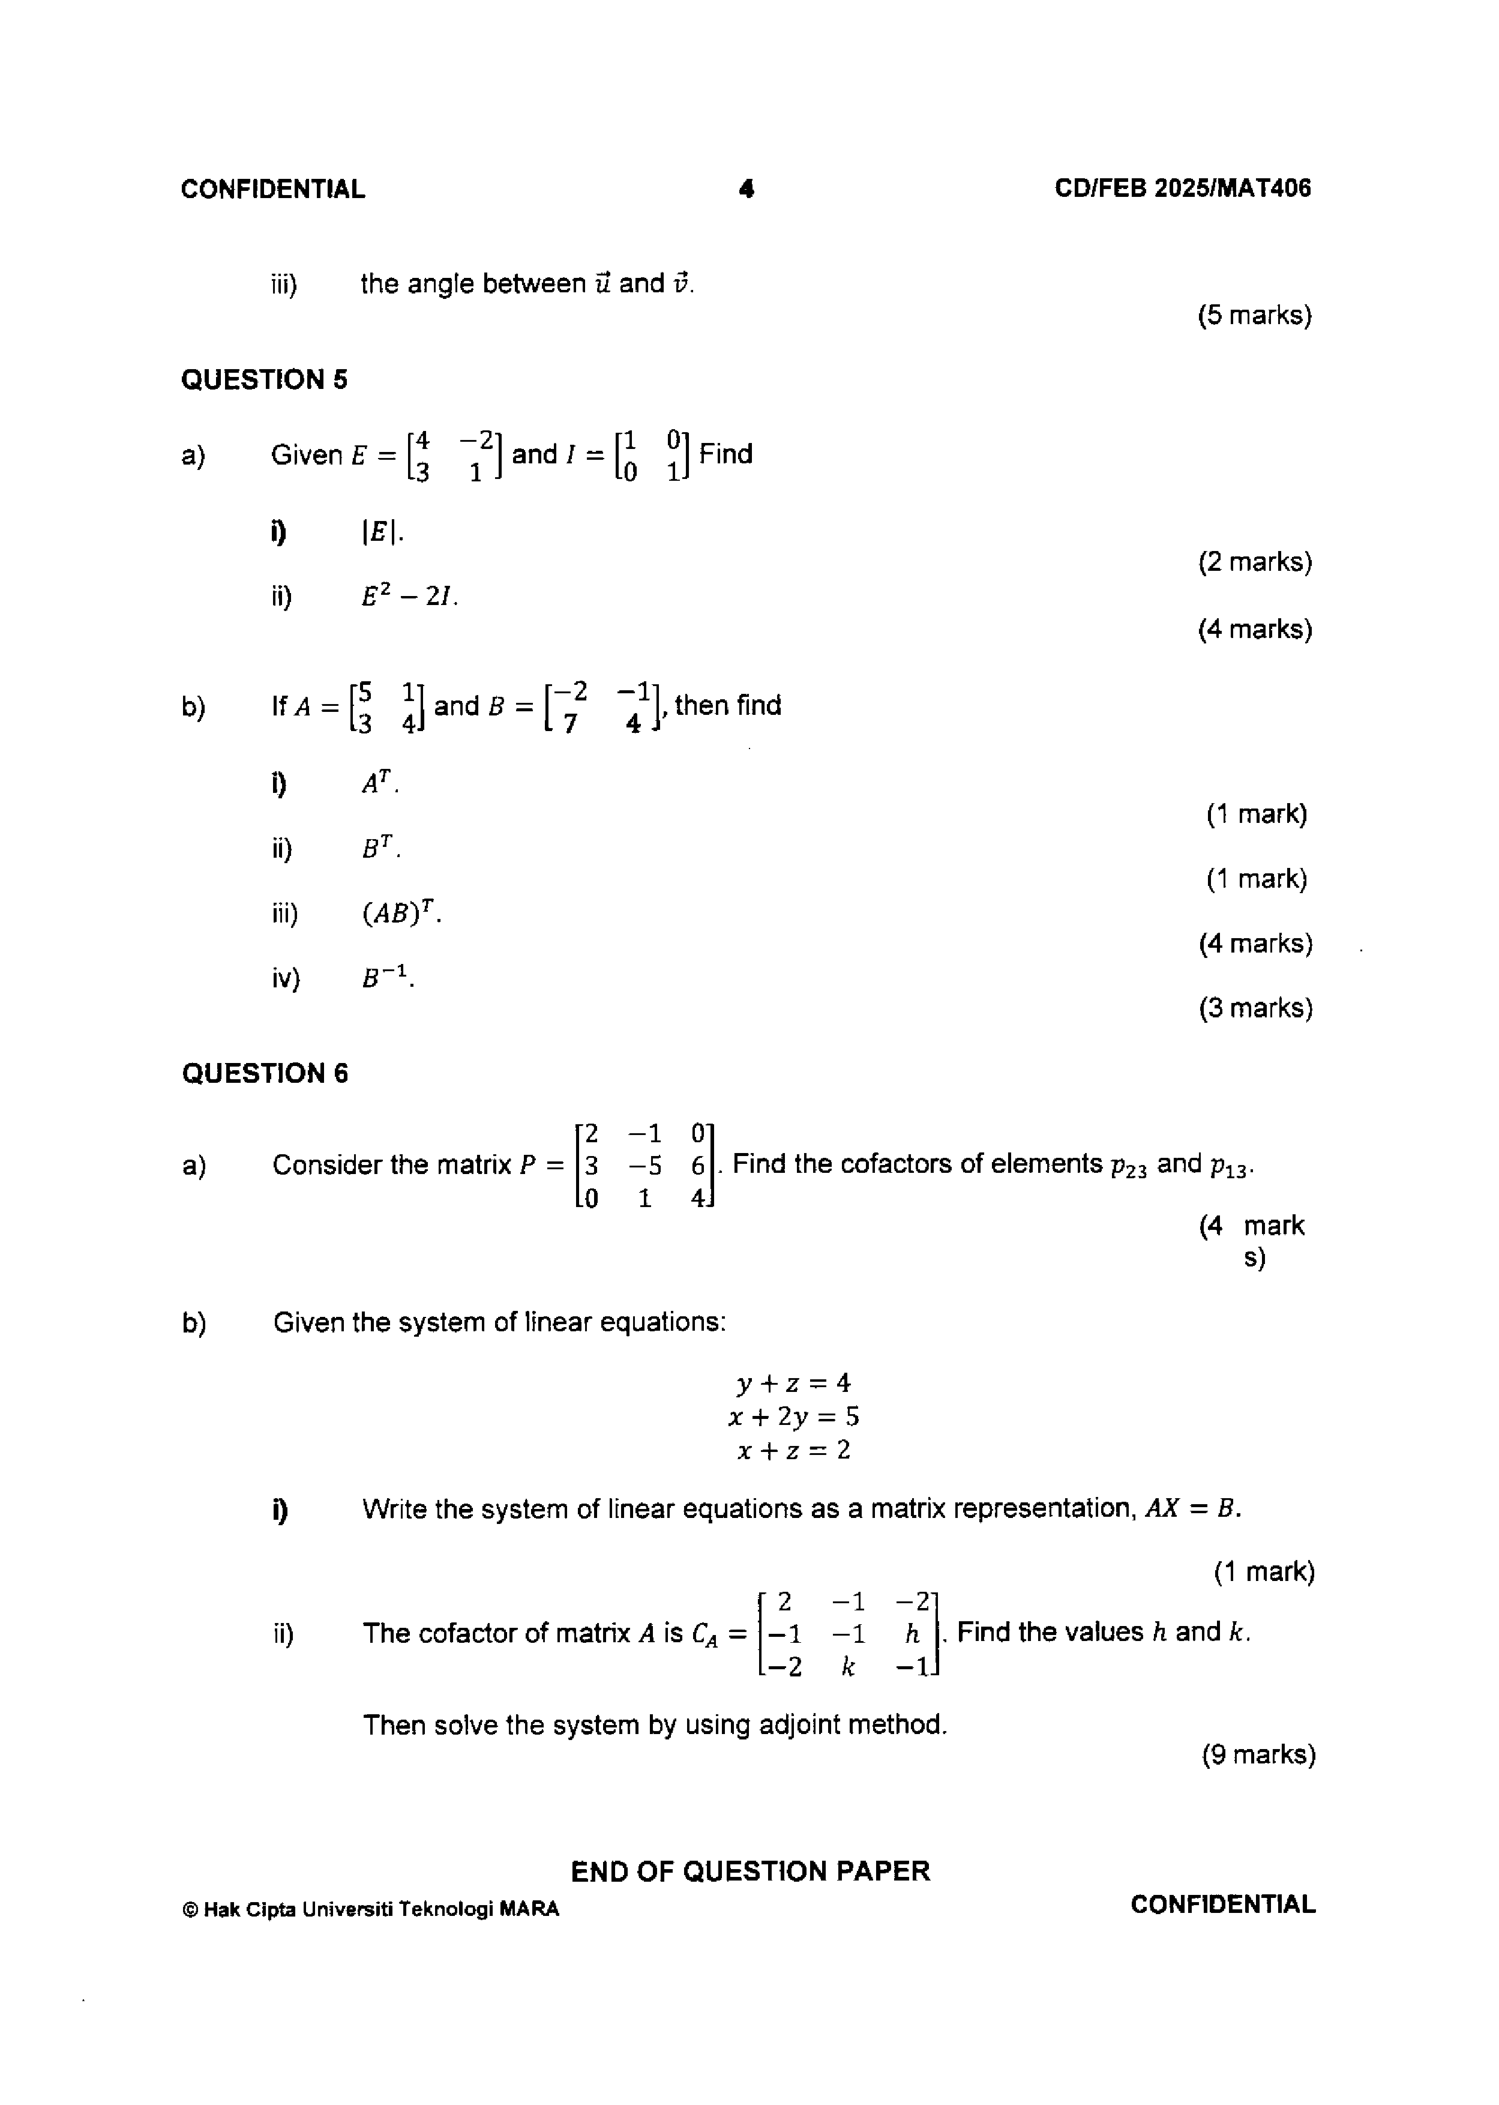 CONFIDENTIAL 4 CD/FEB 2025/MAT406
iii) the angle between u⃗ and v⃗.
(5 marks)
QUESTION 5
a) Given E = [4 −2; 3 1] and I = [1 0; 0 1] Find
i) |E|.
(2 marks)
ii) E² − 2I.
(4 marks)
b) If A = [5 1; 3 4] and B = [−2 −1; 7 4], then find
i) Aᵀ.
(1 mark)
ii) Bᵀ.
(1 mark)
iii) (AB)ᵀ.
(4 marks)
iv) B⁻¹.
(3 marks)
QUESTION 6
a) Consider the matrix P = [2 −1 0; 3 −5 6; 0 1 4]. Find the cofactors of elements p₂₃ and p₁₃.
(4 mark
s)
b) Given the system of linear equations:
y + z = 4
x + 2y = 5
x + z = 2
i) Write the system of linear equations as a matrix representation, AX = B.
(1 mark)
ii) The cofactor of matrix A is C_A = [2 −1 −2; −1 −1 h; −2 k −1]. Find the values h and k.
Then solve the system by using adjoint method.
(9 marks)
END OF QUESTION PAPER
© Hak Cipta Universiti Teknologi MARA CONFIDENTIAL